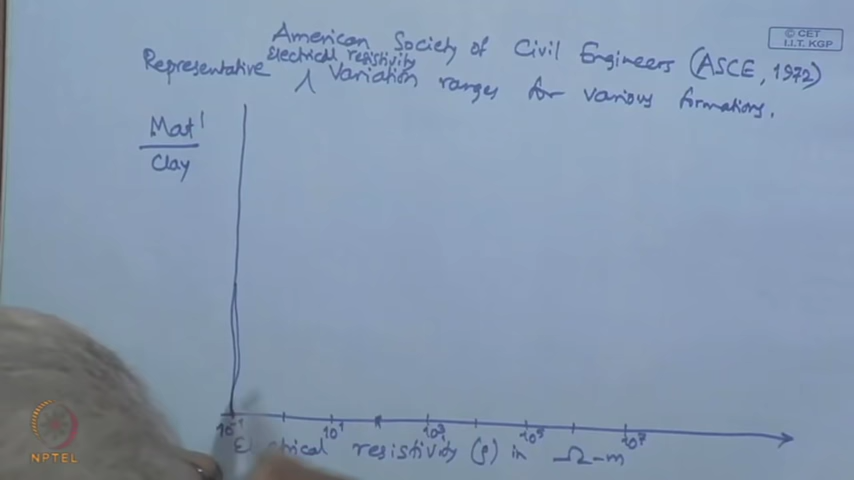 © CET
I.I.T. KGP
American Society of Civil Engineers (ASCE, 1972)
Representative Electrical resistivity Variation ranges for various formations.
Mat'l
Clay
10⁻¹ 10¹ 10³ 10⁵ 10⁷
Electrical resistivity (ρ) in Ω-m
NPTEL